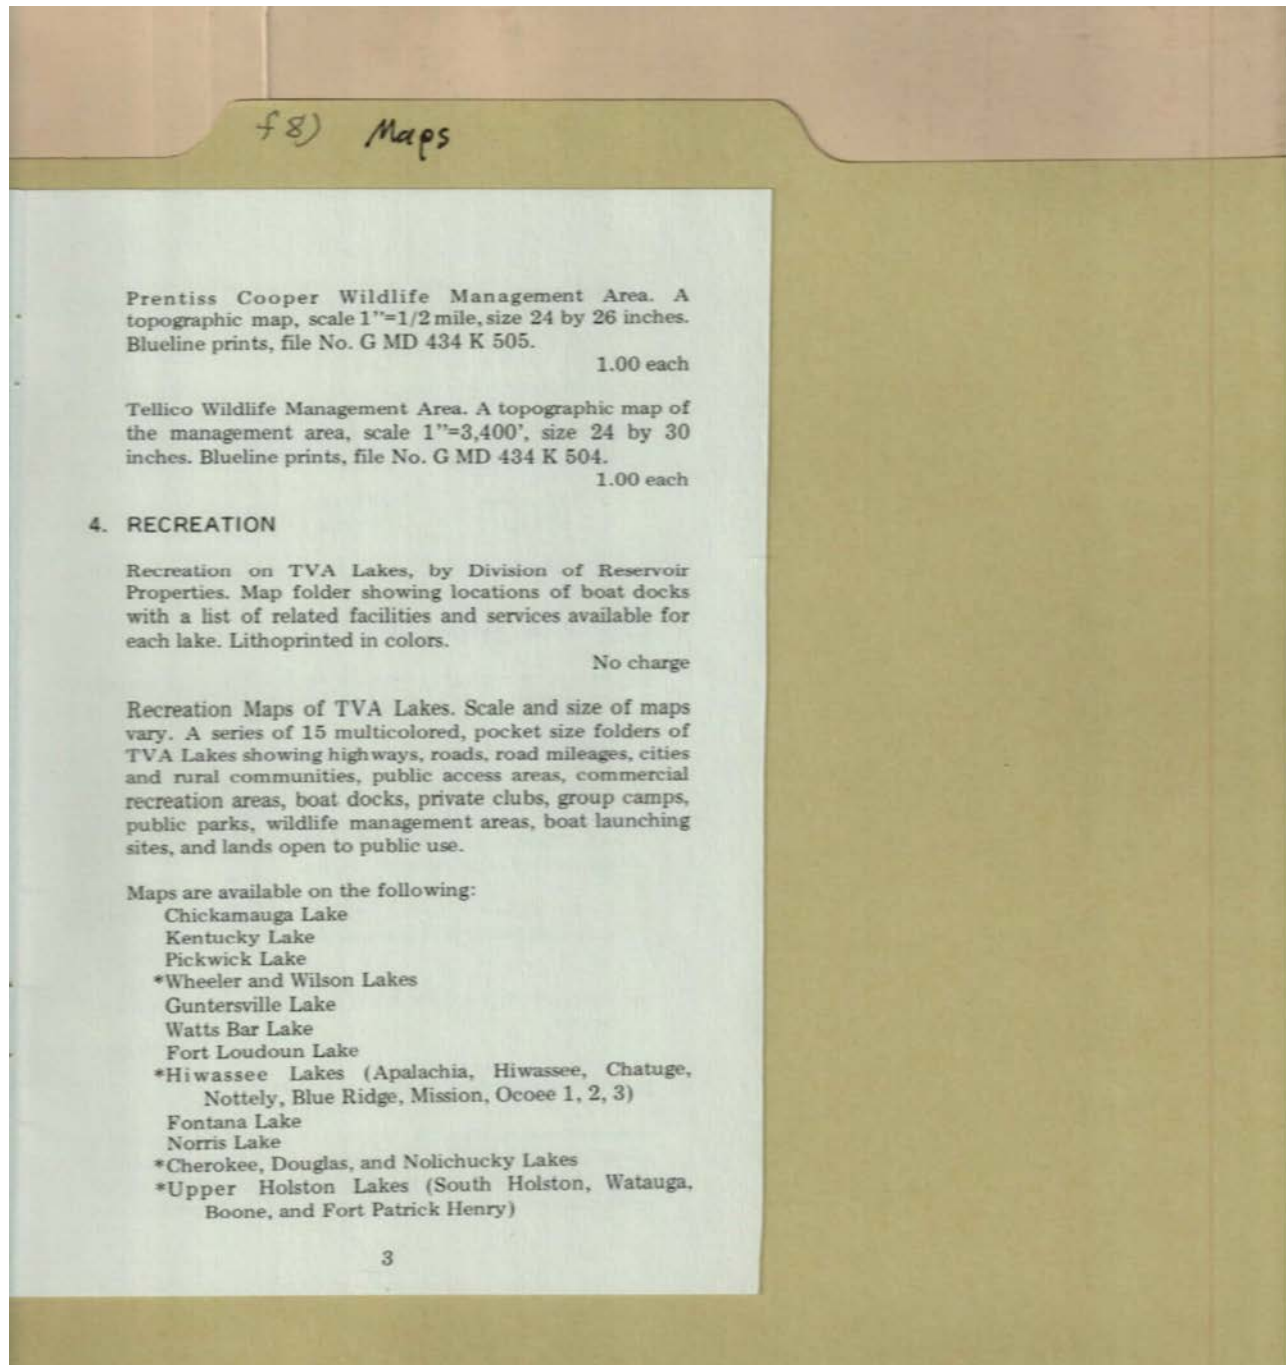 f8) Maps
Prentiss Cooper Wildlife Management Area. A
topographic map, scale 1"=1/2 mile, size 24 by 26 inches.
Blueline prints, file No. G MD 434 K 505.
1.00 each
Tellico Wildlife Management Area. A topographic map of
the management area, scale 1"=3,400', size 24 by 30
inches. Blueline prints, file No. G MD 434 K 504.
1.00 each
4. RECREATION
Recreation on TVA Lakes, by Division of Reservoir
Properties. Map folder showing locations of boat docks
with a list of related facilities and services available for
each lake. Lithoprinted in colors.
No charge
Recreation Maps of TVA Lakes. Scale and size of maps
vary. A series of 15 multicolored, pocket size folders of
TVA Lakes showing highways, roads, road mileages, cities
and rural communities, public access areas, commercial
recreation areas, boat docks, private clubs, group camps,
public parks, wildlife management areas, boat launching
sites, and lands open to public use.
Maps are available on the following:
Chickamauga Lake
Kentucky Lake
Pickwick Lake
*Wheeler and Wilson Lakes
Guntersville Lake
Watts Bar Lake
Fort Loudoun Lake
*Hiwassee Lakes (Apalachia, Hiwassee, Chatuge,
Nottely, Blue Ridge, Mission, Ocoee 1, 2, 3)
Fontana Lake
Norris Lake
*Cherokee, Douglas, and Nolichucky Lakes
*Upper Holston Lakes (South Holston, Watauga,
Boone, and Fort Patrick Henry)
3